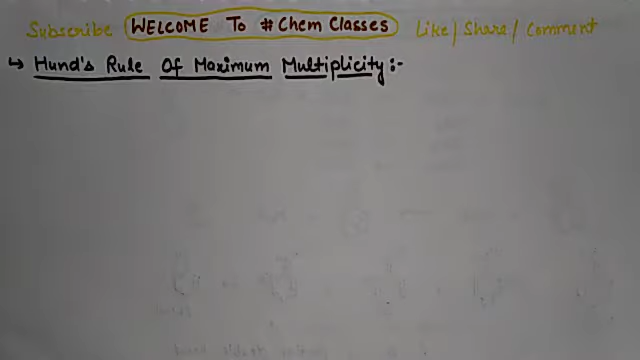 Subscribe WELCOME To # Chem Classes Like/Share/Comment
↳ Hund's Rule Of Maximum Multiplicity:-